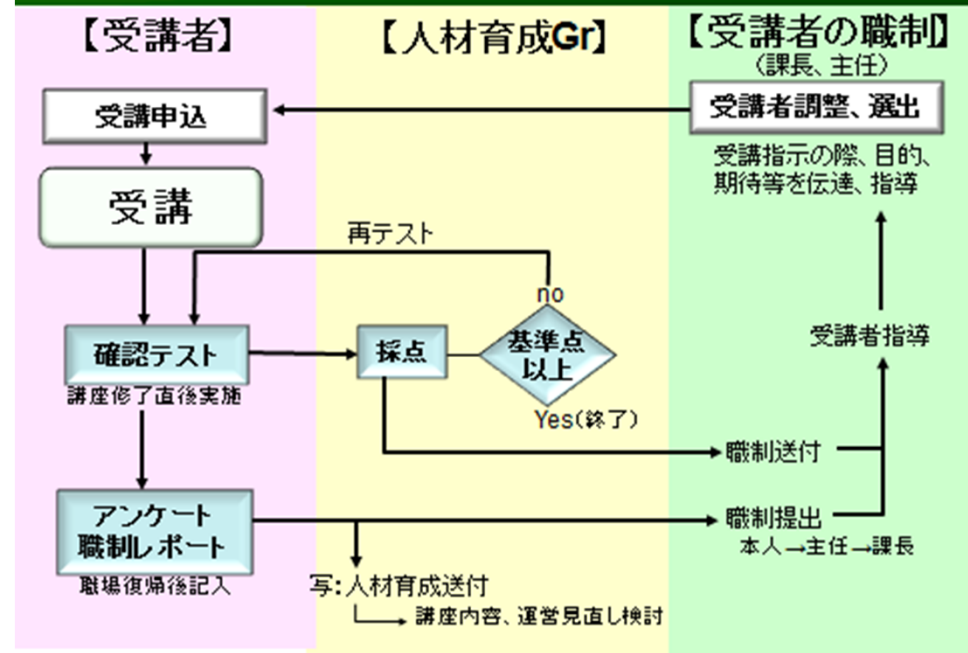 【受講者】
【人材育成Gr】
【受講者の職制】
(課長、主任)
受講申込
受講者調整、選出
受講指示の際、目的、
期待等を伝達、指導
受講
再テスト
no
確認テスト
採点
基準点
以上
受講者指導
講座修了直後実施
Yes(終了)
職制送付
アンケート
職制レポート
職制提出
本人→主任→課長
職場復帰後記入
写:人材育成送付
講座内容、運営見直し検討